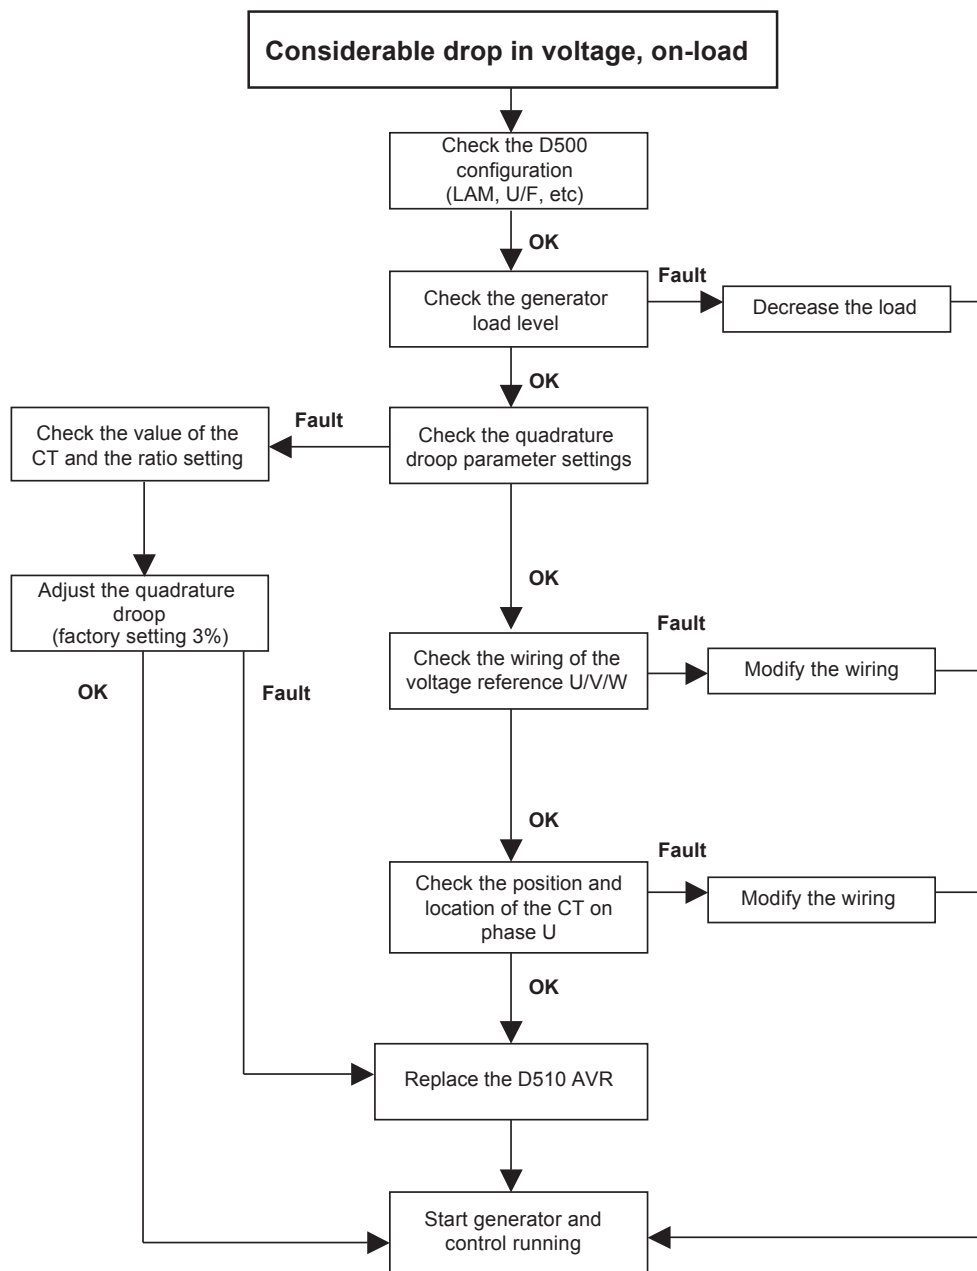 Considerable drop in voltage, on-load
Check the D500
configuration
(LAM, U/F, etc)
OK
Check the generator
load level
Fault
Decrease the load
OK
Check the quadrature
droop parameter settings
Fault
Check the value of the
CT and the ratio setting
Adjust the quadrature
droop
(factory setting 3%)
OK
Fault
OK
Check the wiring of the
voltage reference U/V/W
Fault
Modify the wiring
OK
Check the position and
location of the CT on
phase U
Fault
Modify the wiring
OK
Replace the D510 AVR
Start generator and
control running